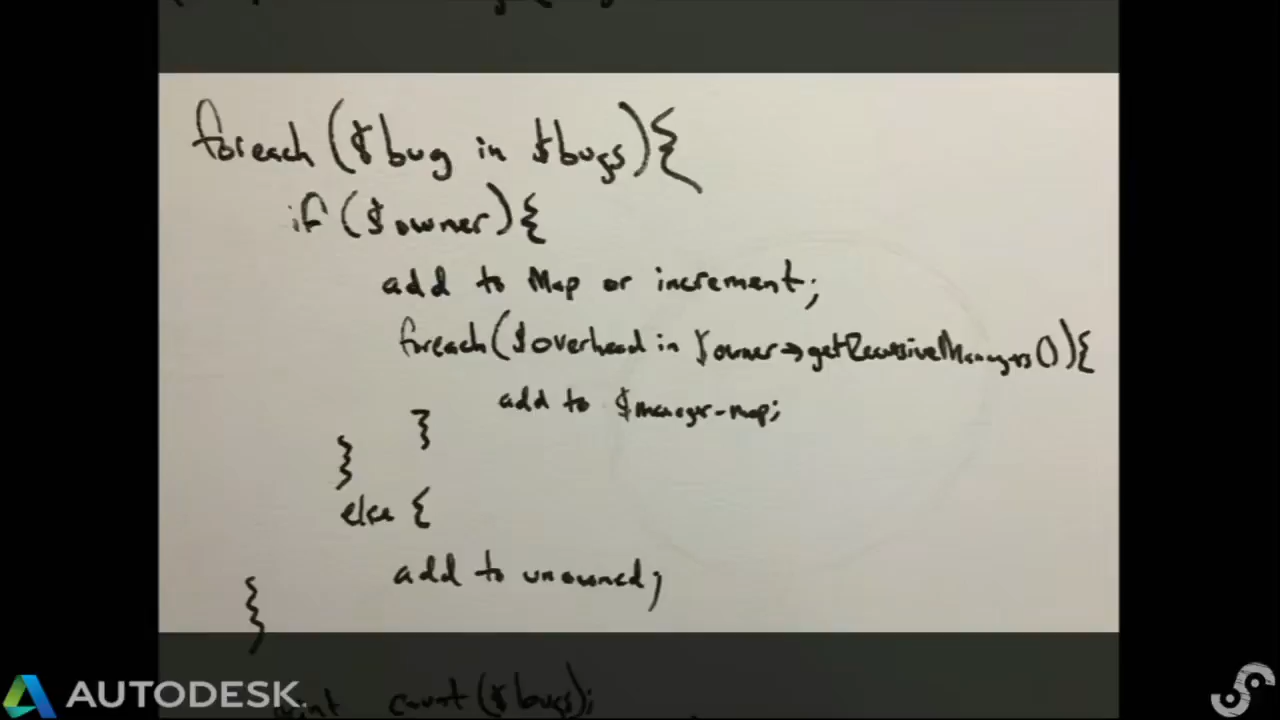 foreach ($bug in $bugs){
if ($owner){
add to Map or increment;
foreach($overhead in $owner->getRecursiveManagers()){
add to $manager-map;
}
}
else {
add to unowned;
}
print count($bugs);
AUTODESK.